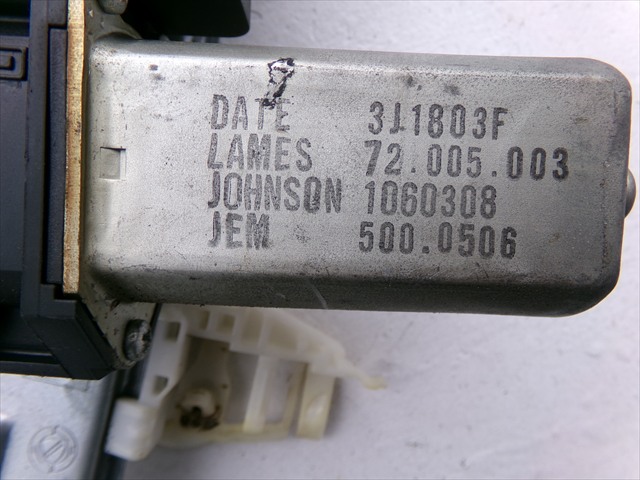 DATE 3J1803F
LAMES 72.005.003
JOHNSON 1060308
JEM 500.0506